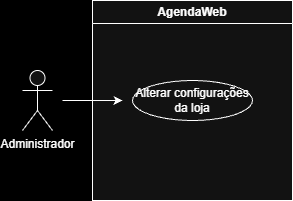 AgendaWeb
Alterar configurações
da loja
Administrador